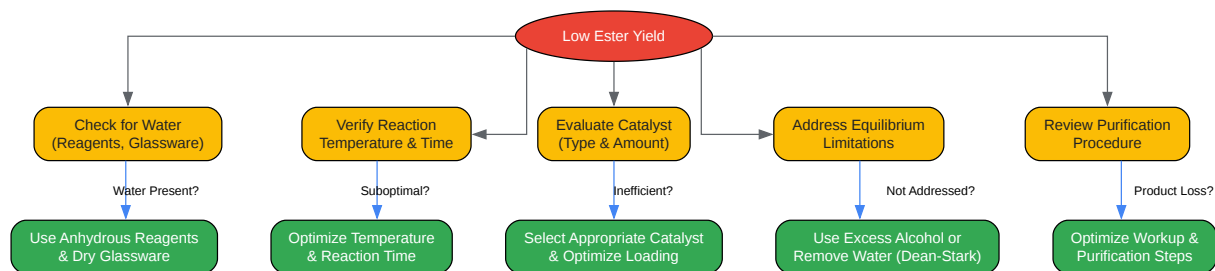 Low Ester Yield
Check for Water
(Reagents, Glassware)
Verify Reaction
Temperature & Time
Evaluate Catalyst
(Type & Amount)
Address Equilibrium
Limitations
Review Purification
Procedure
Water Present?
Suboptimal?
Inefficient?
Not Addressed?
Product Loss?
Use Anhydrous Reagents
& Dry Glassware
Optimize Temperature
& Reaction Time
Select Appropriate Catalyst
& Optimize Loading
Use Excess Alcohol or
Remove Water (Dean-Stark)
Optimize Workup &
Purification Steps